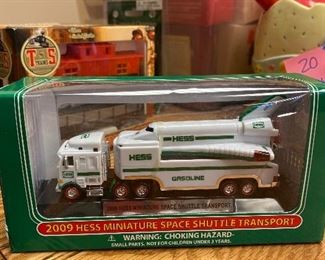 T&S
20
HESS
HESS
GASOLINE
2009 HESS MINIATURE SPACE SHUTTLE TRANSPORT
2009 HESS MINIATURE SPACE SHUTTLE TRANSPORT
WARNING: CHOKING HAZARD-
SMALL PARTS. NOT FOR CHILDREN UNDER 3 YEARS.